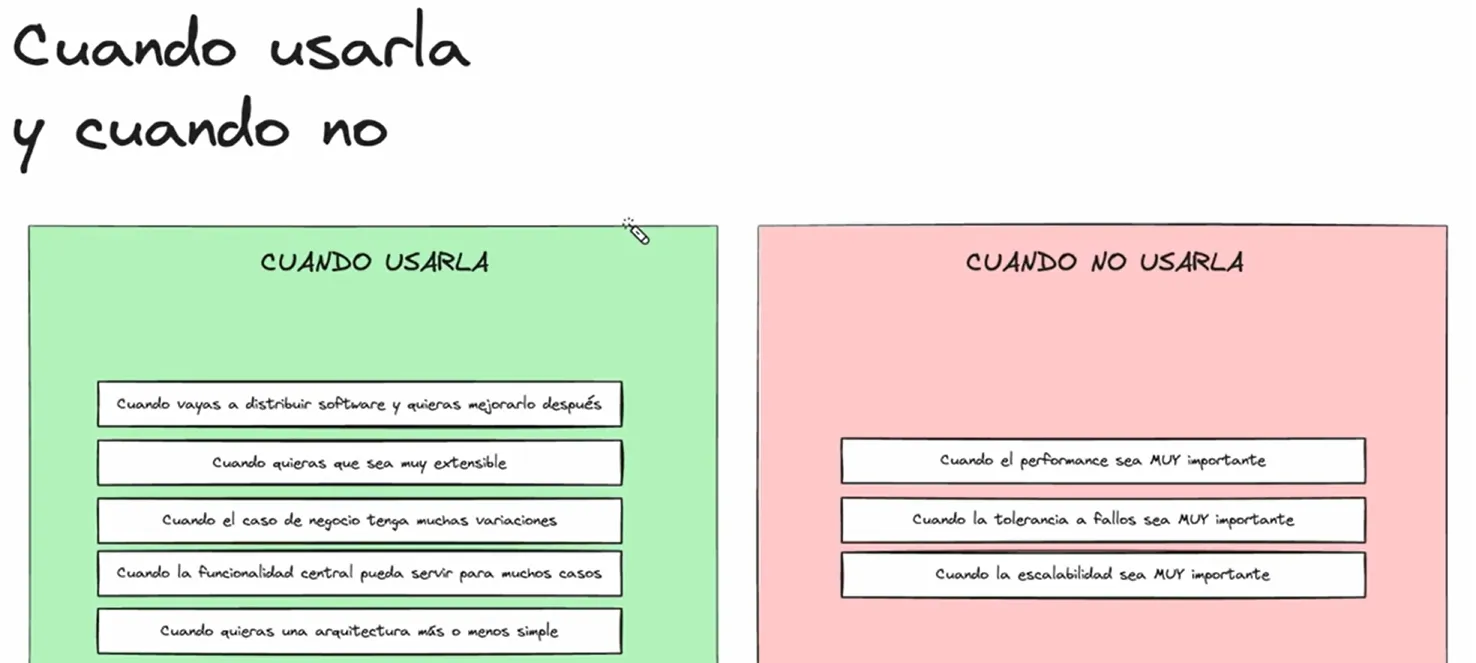 Cuando usarla
y cuando no
CUANDO USARLA
Cuando vayas a distribuir software y quieras mejorarlo después
Cuando quieras que sea muy extensible
Cuando el caso de negocio tenga muchas variaciones
Cuando la funcionalidad central pueda servir para muchos casos
Cuando quieras una arquitectura más o menos simple
CUANDO NO USARLA
Cuando el performance sea MUY importante
Cuando la tolerancia a fallos sea MUY importante
Cuando la escalabilidad sea MUY importante